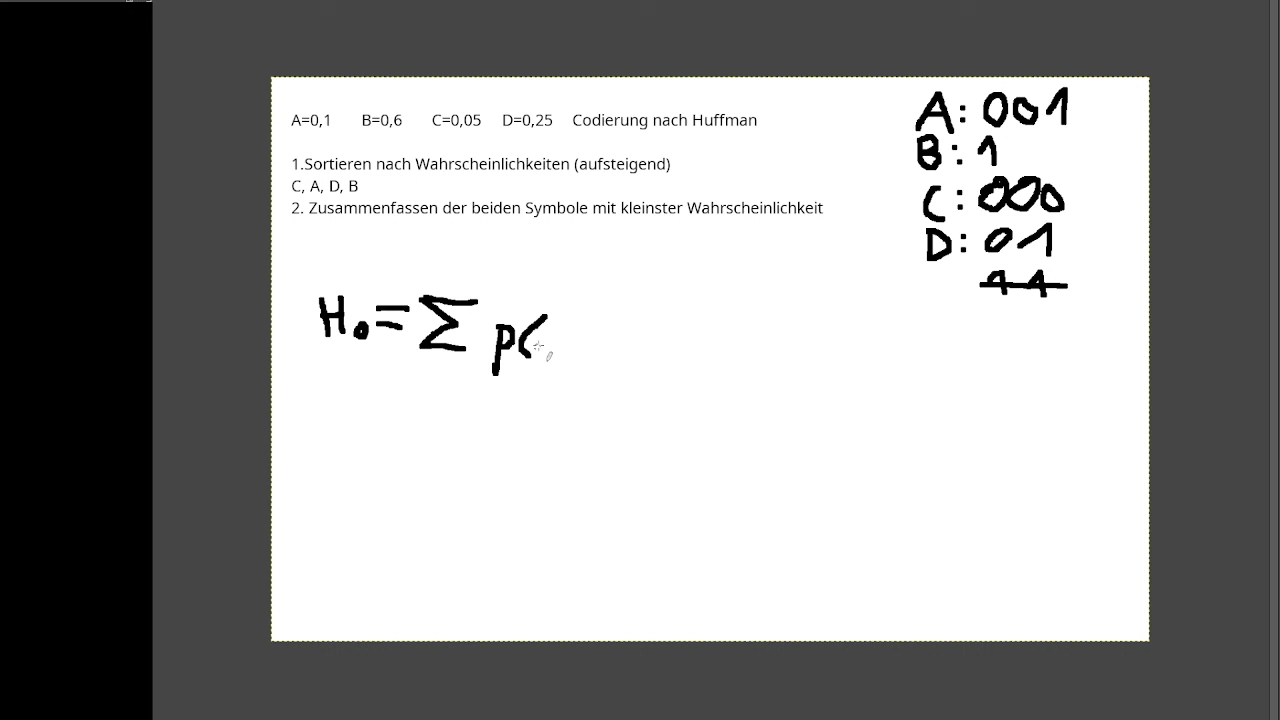 A=0,1 B=0,6 C=0,05 D=0,25 Codierung nach Huffman
1.Sortieren nach Wahrscheinlichkeiten (aufsteigend)
C, A, D, B
2. Zusammenfassen der beiden Symbole mit kleinster Wahrscheinlichkeit
A: 001
B: 1
C: 000
D: 01
H₀= Σ p(